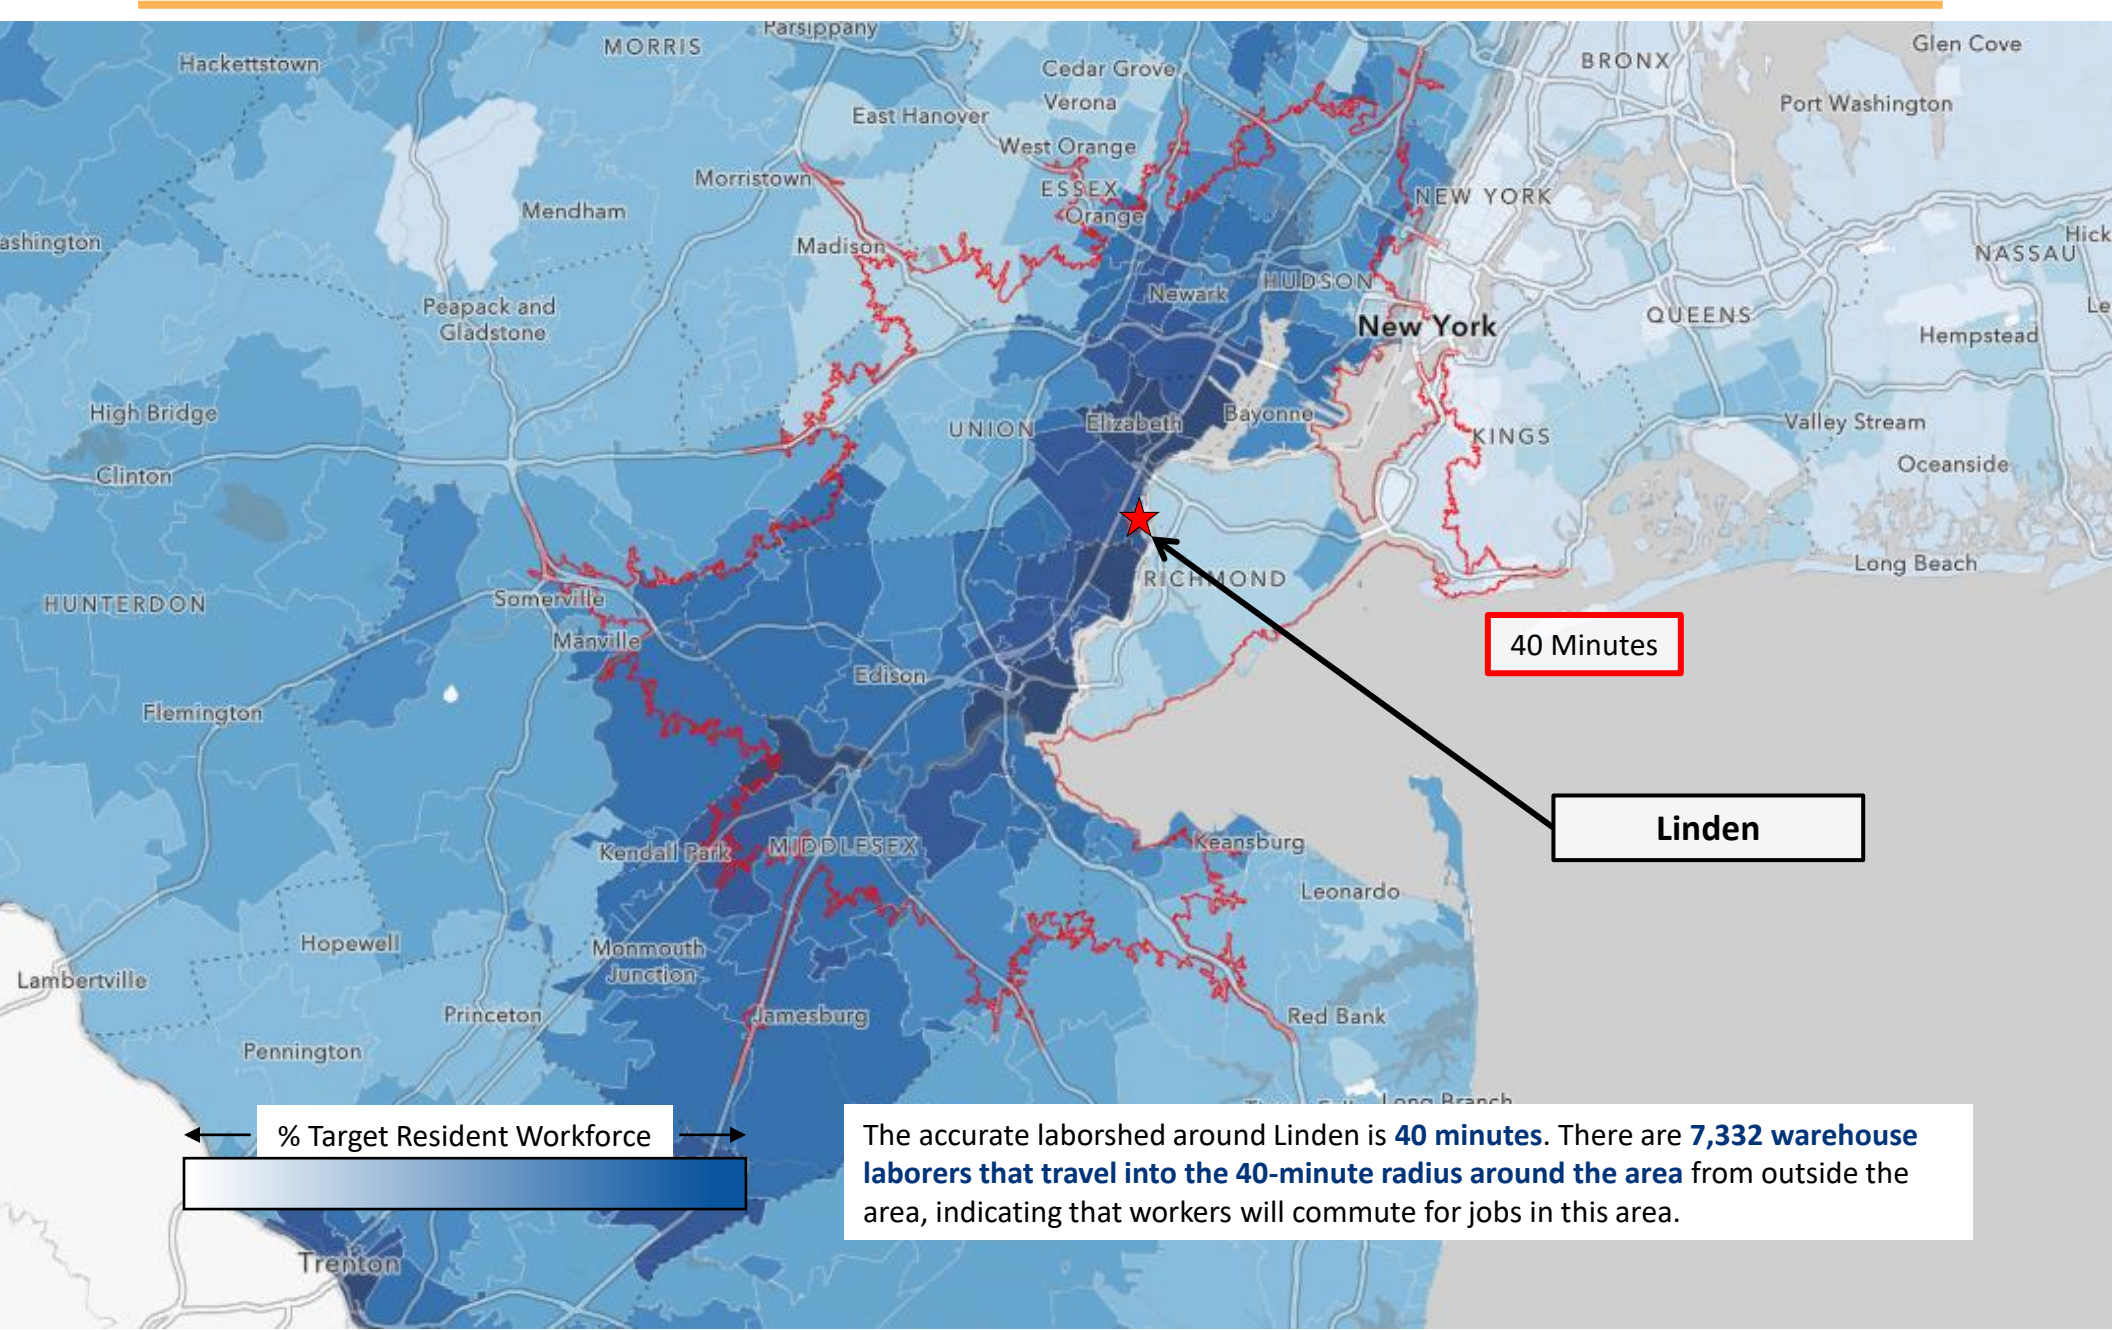 Parsippany
MORRIS
Hackettstown
Cedar Grove
Verona
East Hanover
West Orange
ESSEX
Orange
Morristown
Mendham
Madison
ashington
Peapack and
Gladstone
Newark
HUDSON
New York
NEW YORK
BRONX
Glen Cove
Port Washington
Hick
NASSAU
QUEENS
Le
Hempstead
High Bridge
UNION
Elizabeth
Bayonne
KINGS
Valley Stream
Clinton
Oceanside
Long Beach
HUNTERDON
Somerville
RICHMOND
Manville
40 Minutes
Edison
Flemington
Linden
Kendall Park
MIDDLESEX
Keansburg
Leonardo
Hopewell
Monmouth
Junction
Lambertville
Princeton
Jamesburg
Red Bank
Pennington
Long Branch
% Target Resident Workforce
The accurate laborshed around Linden is 40 minutes. There are 7,332 warehouse
laborers that travel into the 40-minute radius around the area from outside the
area, indicating that workers will commute for jobs in this area.
Trenton